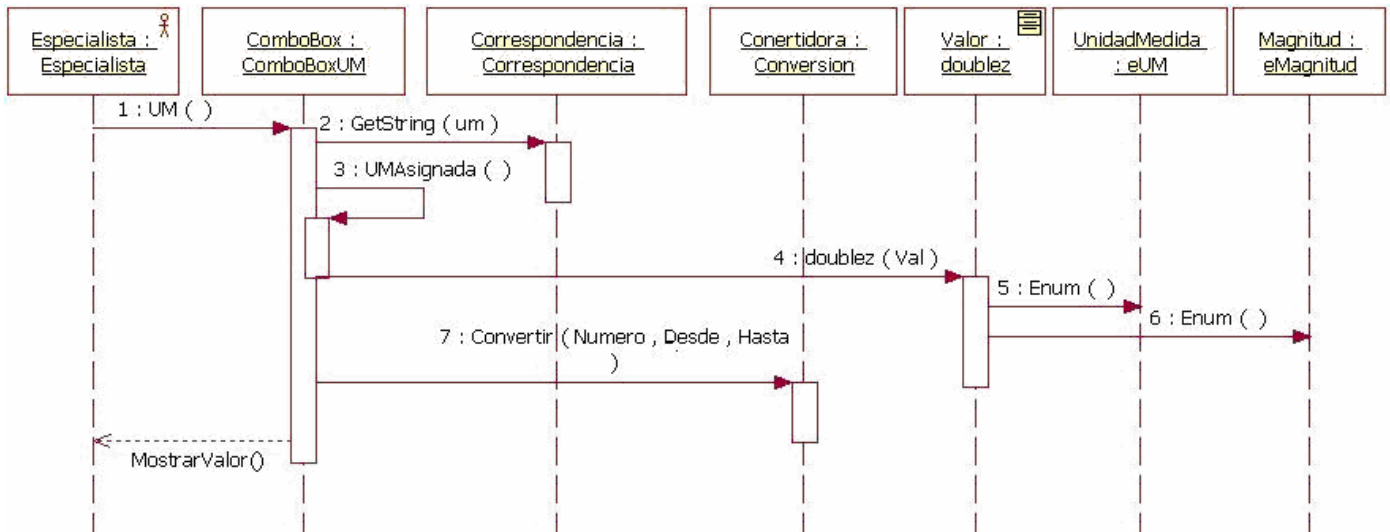 Especialista :
Especialista
ComboBox :
ComboBoxUM
Correspondencia :
Correspondencia
Conertidora :
Conversion
Valor :
doublez
UnidadMedida
: eUM
Magnitud :
eMagnitud
1 : UM ( )
2 : GetString ( um )
3 : UMAsignada ( )
4 : doublez ( Val )
5 : Enum ( )
6 : Enum ( )
7 : Convertir ( Numero , Desde , Hasta
)
MostrarValor()